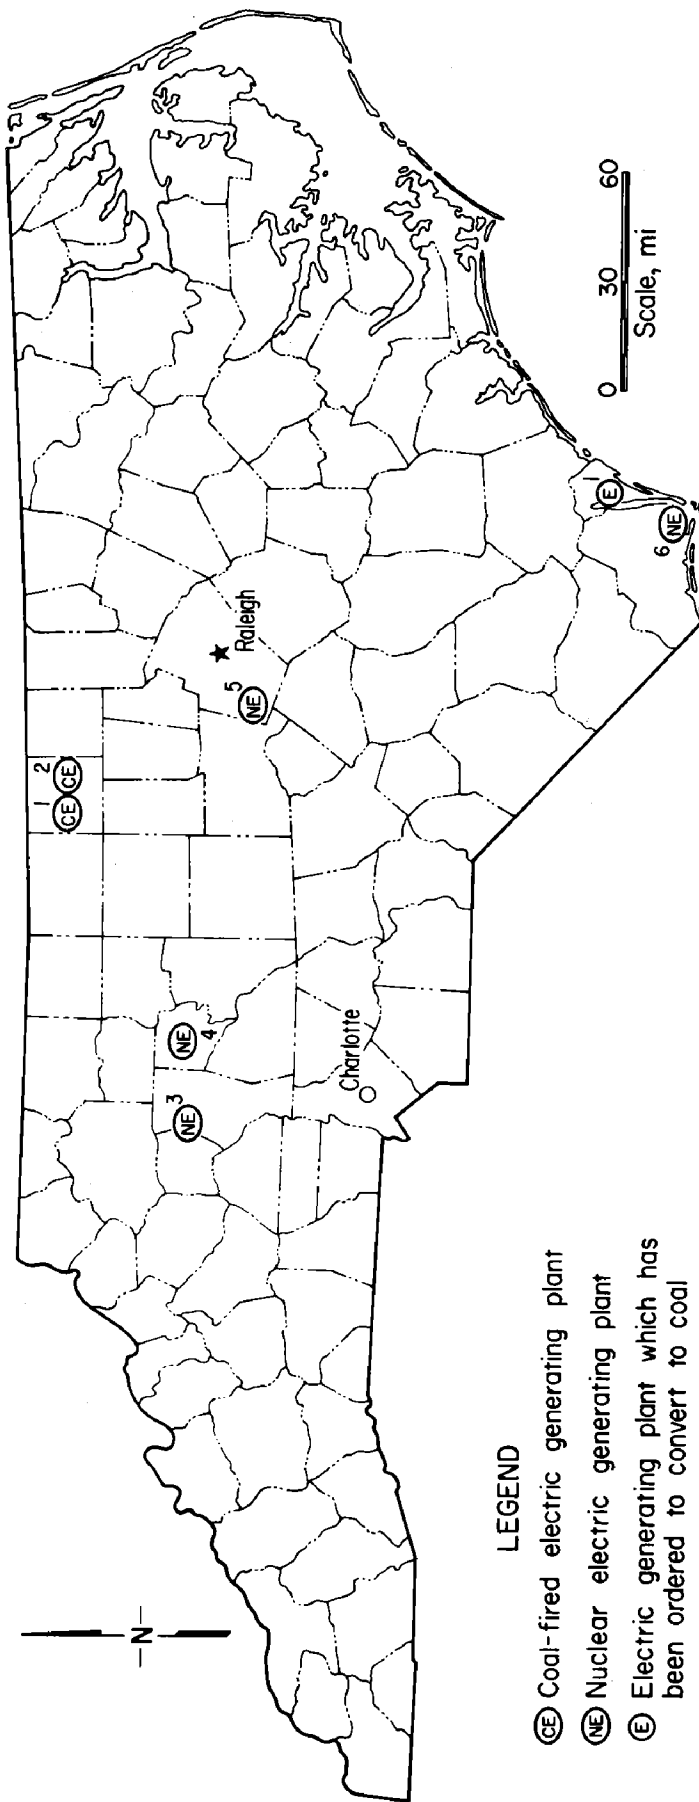 1 2
CE CE
5
NE
Raleigh
3
NE
NE
4
Charlotte
1
E
6
NE
N
0 30 60
Scale, mi
LEGEND
CE Coal-fired electric generating plant
NE Nuclear electric generating plant
E Electric generating plant which has
been ordered to convert to coal